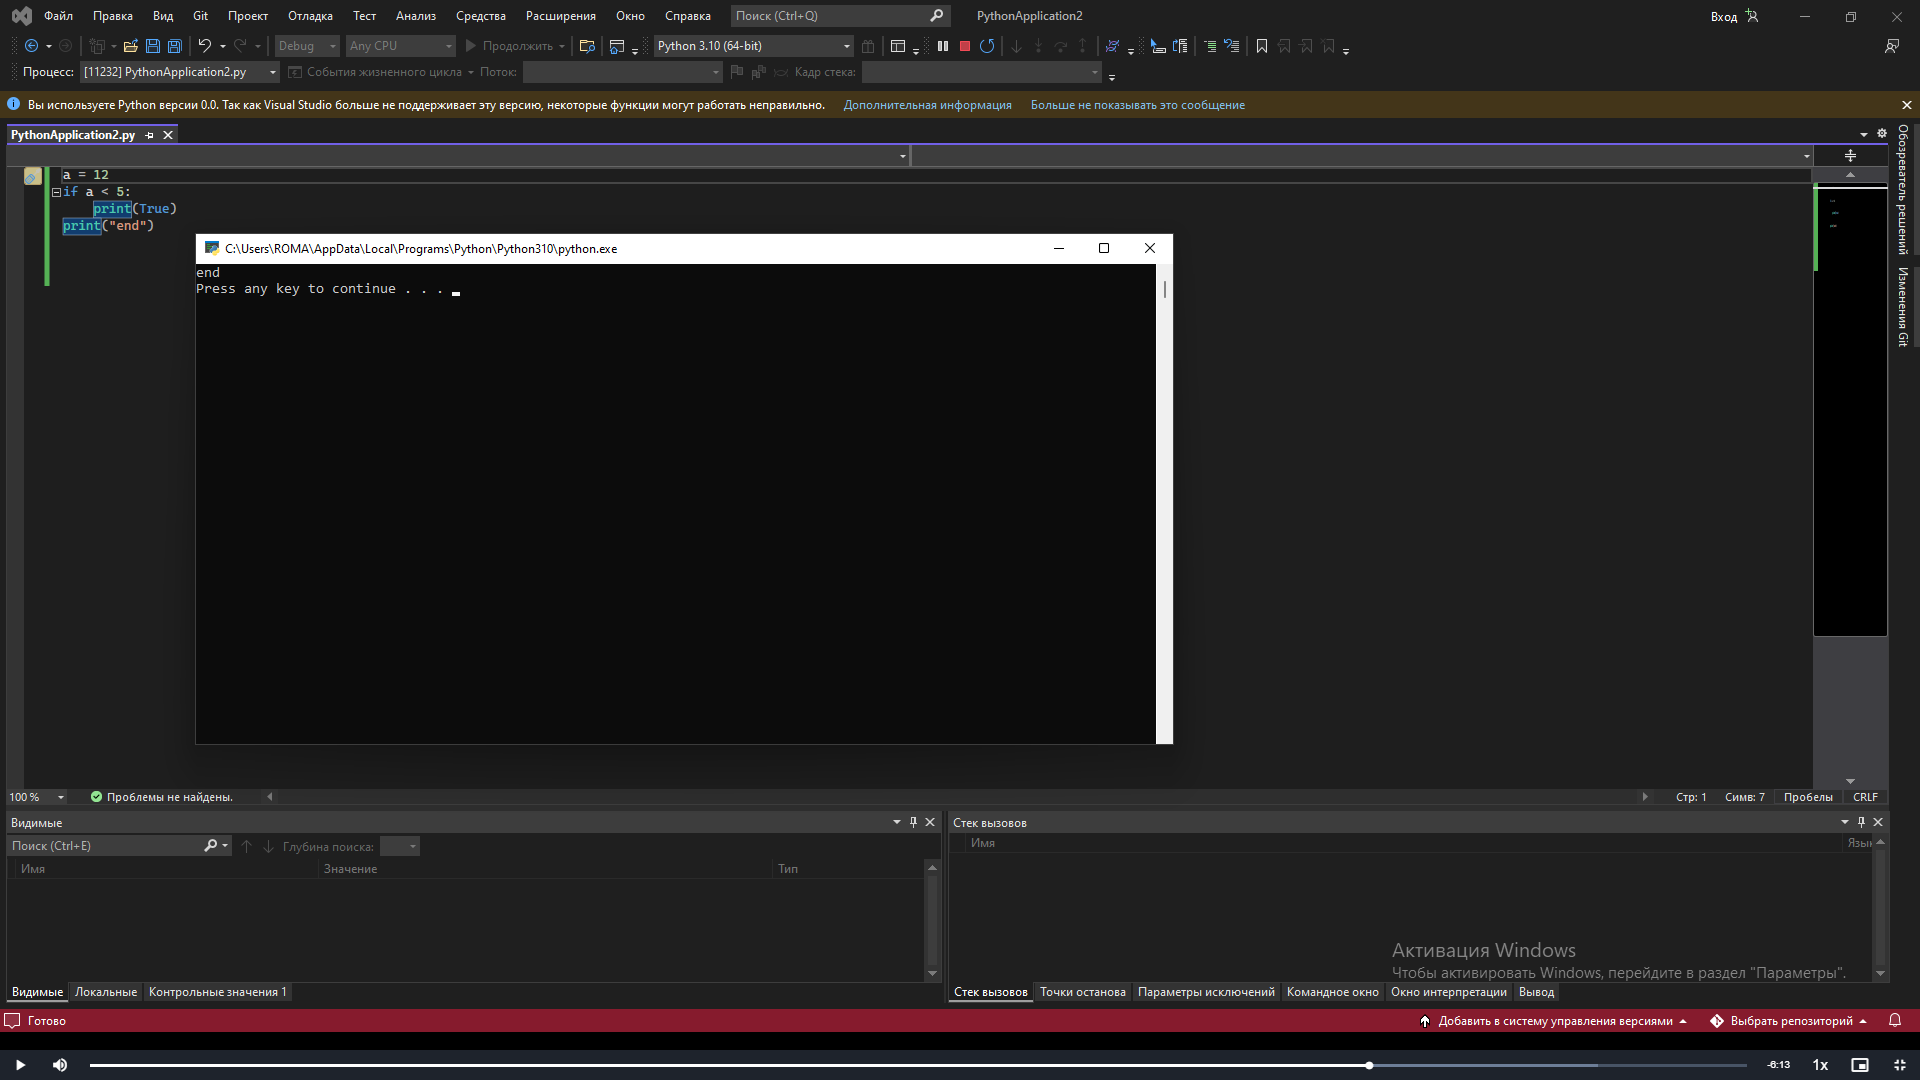 Файл Правка Вид Git Проект Отладка Тест Анализ Средства Расширения Окно Справка Поиск (Ctrl+Q) PythonApplication2 Вход
Debug Any CPU Продолжить Python 3.10 (64-bit)
Процесс: [11232] PythonApplication2.py События жизненного цикла Поток: Кадр стека:
Вы используете Python версии 0.0. Так как Visual Studio больше не поддерживает эту версию, некоторые функции могут работать неправильно. Дополнительная информация Больше не показывать это сообщение
PythonApplication2.py
a = 12
if a < 5:
print(True)
print("end")
C:\Users\ROMA\AppData\Local\Programs\Python\Python310\python.exe
end
Press any key to continue . . .
Обозреватель решений
Изменения Git
100 % Проблемы не найдены. Стр: 1 Симв: 7 Пробелы CRLF
Видимые
Поиск (Ctrl+E) Глубина поиска:
Имя Значение Тип
Видимые Локальные Контрольные значения 1
Стек вызовов
Имя Язык
Активация Windows
Чтобы активировать Windows, перейдите в раздел "Параметры".
Стек вызовов Точки останова Параметры исключений Командное окно Окно интерпретации Вывод
Готово Добавить в систему управления версиями Выбрать репозиторий
-6:13 1x